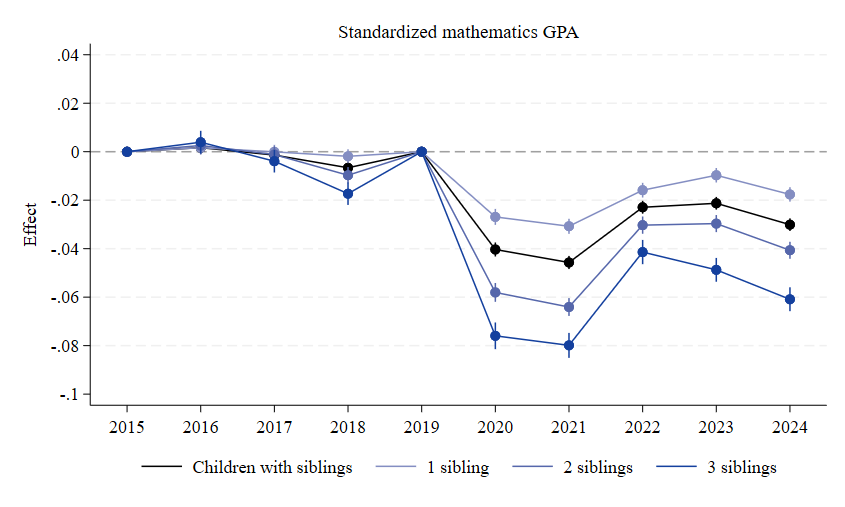 Standardized mathematics GPA
.04
.02
0
-.02
-.04
-.06
-.08
-.1
Effect
2015 2016 2017 2018 2019 2020 2021 2022 2023 2024
Children with siblings 1 sibling 2 siblings 3 siblings